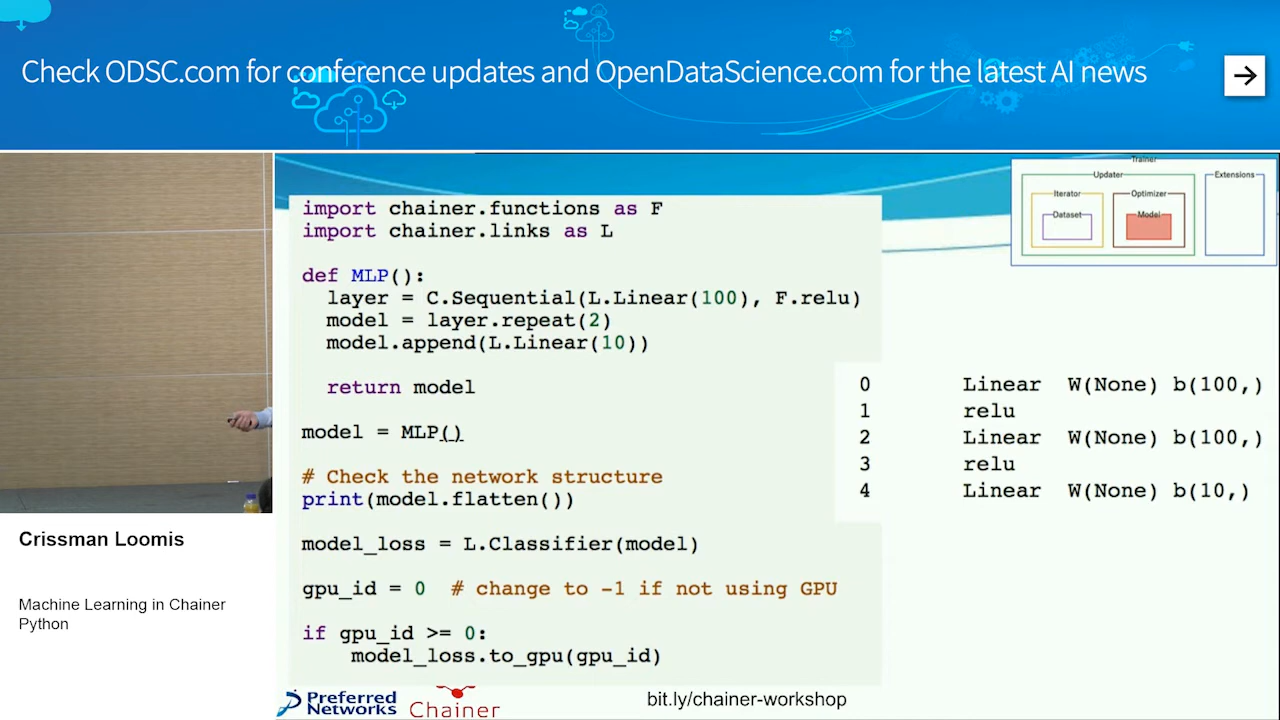 Check ODSC.com for conference updates and OpenDataScience.com for the latest AI news
Trainer
Updater
Extensions
Iterator
Optimizer
Dataset
Model
import chainer.functions as F
import chainer.links as L
def MLP():
layer = C.Sequential(L.Linear(100), F.relu)
model = layer.repeat(2)
model.append(L.Linear(10))
return model
model = MLP()
# Check the network structure
print(model.flatten())
model_loss = L.Classifier(model)
gpu_id = 0 # change to -1 if not using GPU
if gpu_id >= 0:
model_loss.to_gpu(gpu_id)
0 Linear W(None) b(100,)
1 relu
2 Linear W(None) b(100,)
3 relu
4 Linear W(None) b(10,)
Preferred
Networks
Chainer
bit.ly/chainer-workshop
Crissman Loomis
Machine Learning in Chainer
Python